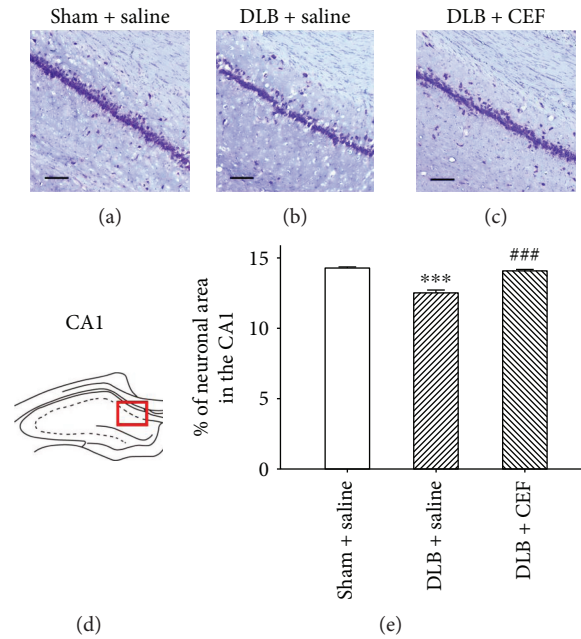 Sham + saline
DLB + saline
DLB + CEF
(a)
(b)
(c)
CA1
(d)
% of neuronal area
in the CA1
15
10
5
0
***
###
Sham + saline
DLB + saline
DLB + CEF
(e)